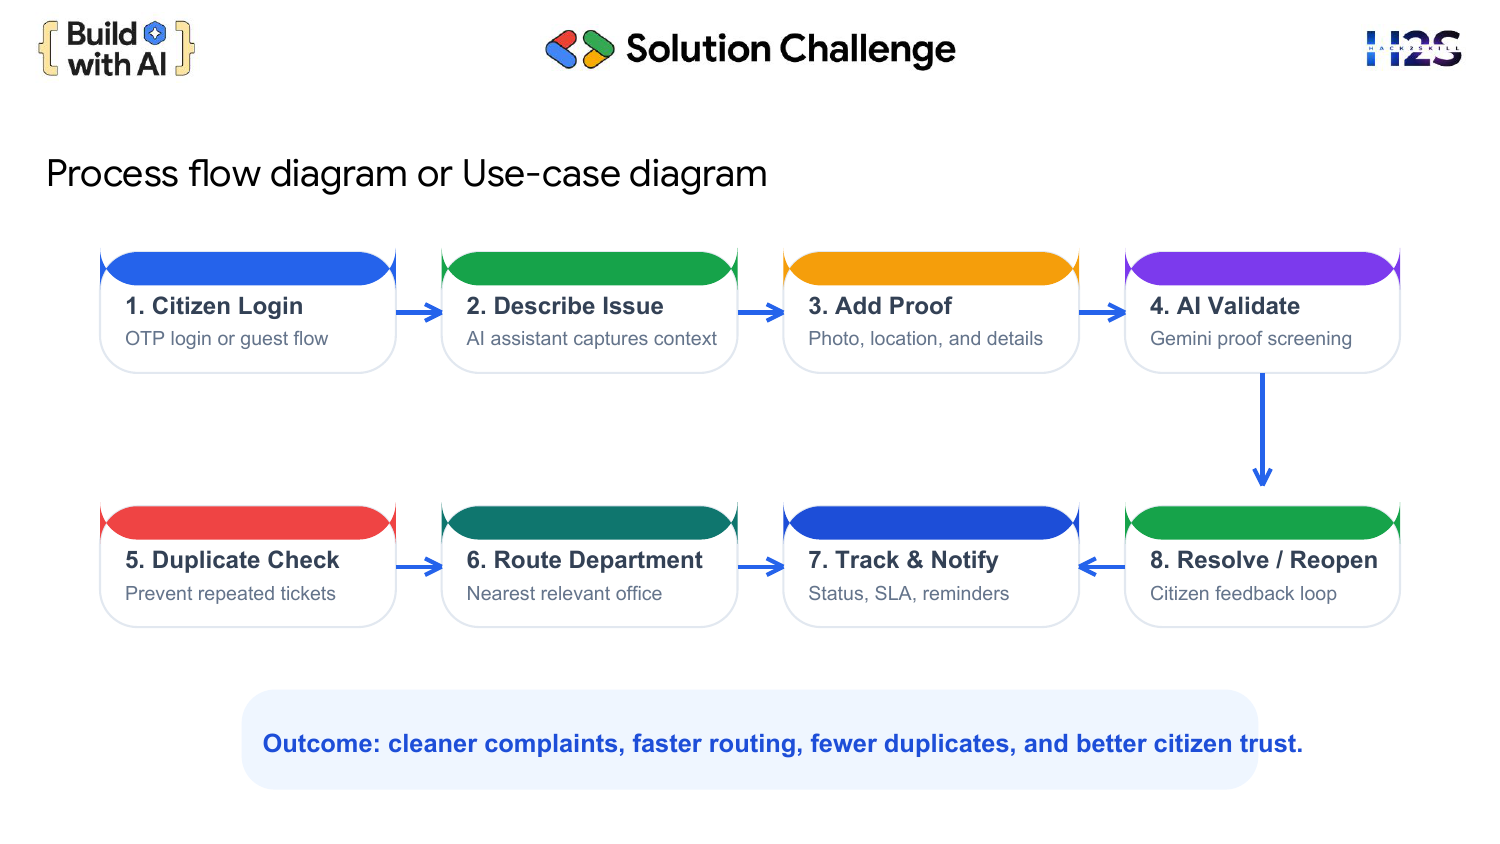 Build
with AI
Solution Challenge
H2S
HACK2SKILL
Process flow diagram or Use-case diagram
1. Citizen Login
OTP login or guest flow
2. Describe Issue
AI assistant captures context
3. Add Proof
Photo, location, and details
4. AI Validate
Gemini proof screening
5. Duplicate Check
Prevent repeated tickets
6. Route Department
Nearest relevant office
7. Track & Notify
Status, SLA, reminders
8. Resolve / Reopen
Citizen feedback loop
Outcome: cleaner complaints, faster routing, fewer duplicates, and better citizen trust.